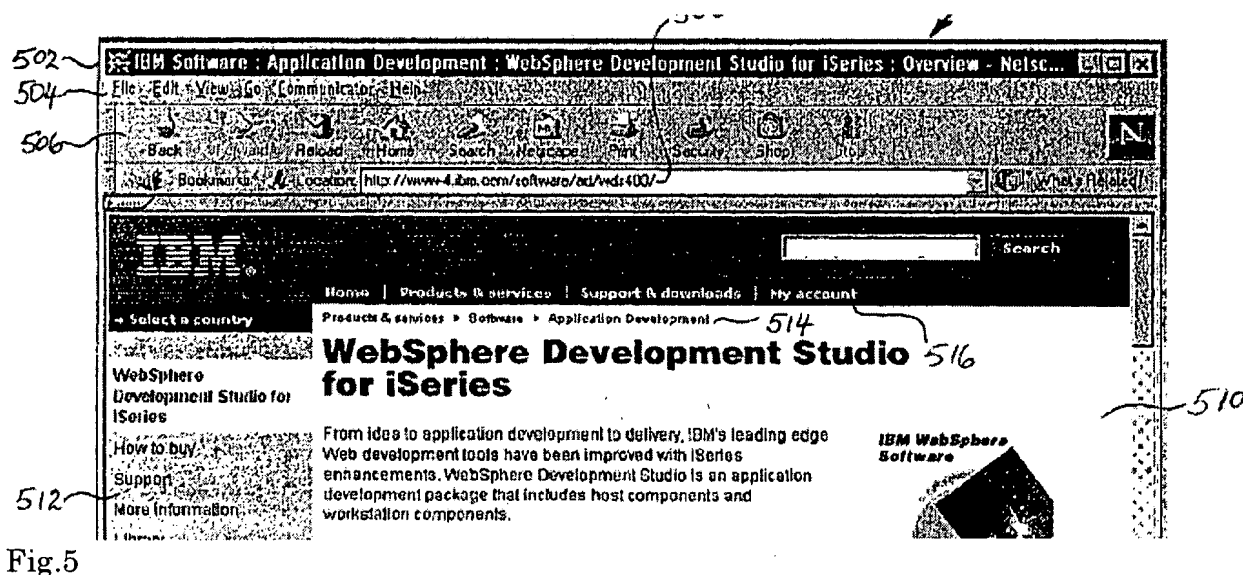 502 IBM Software : Application Development : WebSphere Development Studio for iSeries : Overview - Netsc...
504 File Edit View Go Communicator Help
506
Back Reload Home Search Netscape Print Security Shop
Bookmarks Location: http://www-4.ibm.com/software/ad/wds400/ What's Related
N
IBM®
Search
Home | Products & services | Support & downloads | My account
→ Select a country
Products & services ▸ Software ▸ Application Development 514
WebSphere Development Studio 516
for iSeries
510
WebSphere
Development Studio for
iSeries
How to buy
Support
512
More Information
Library
From idea to application development to delivery, IBM's leading edge
Web development tools have been improved with iSeries
enhancements. WebSphere Development Studio is an application
development package that includes host components and
workstation components.
IBM WebSphere
Software
Fig.5